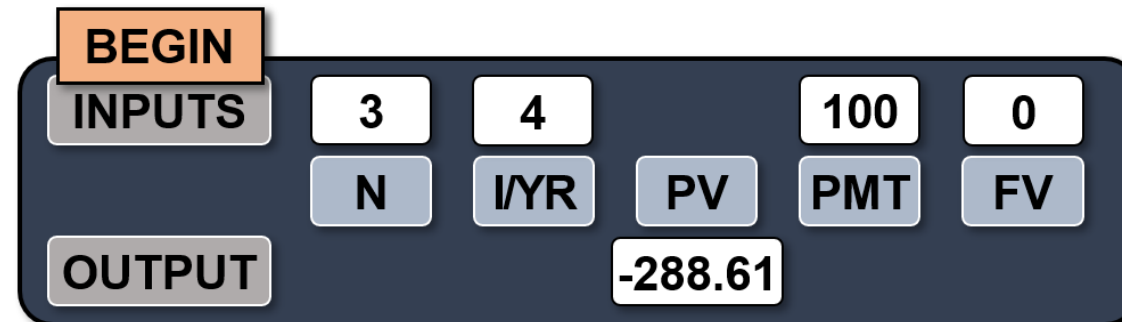 BEGIN
INPUTS 3 4 100 0
N I/YR PV PMT FV
OUTPUT -288.61